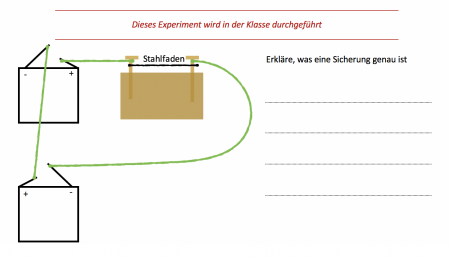 Dieses Experiment wird in der Klasse durchgeführt
Stahlfaden
Erkläre, was eine Sicherung genau ist
- +
+ -